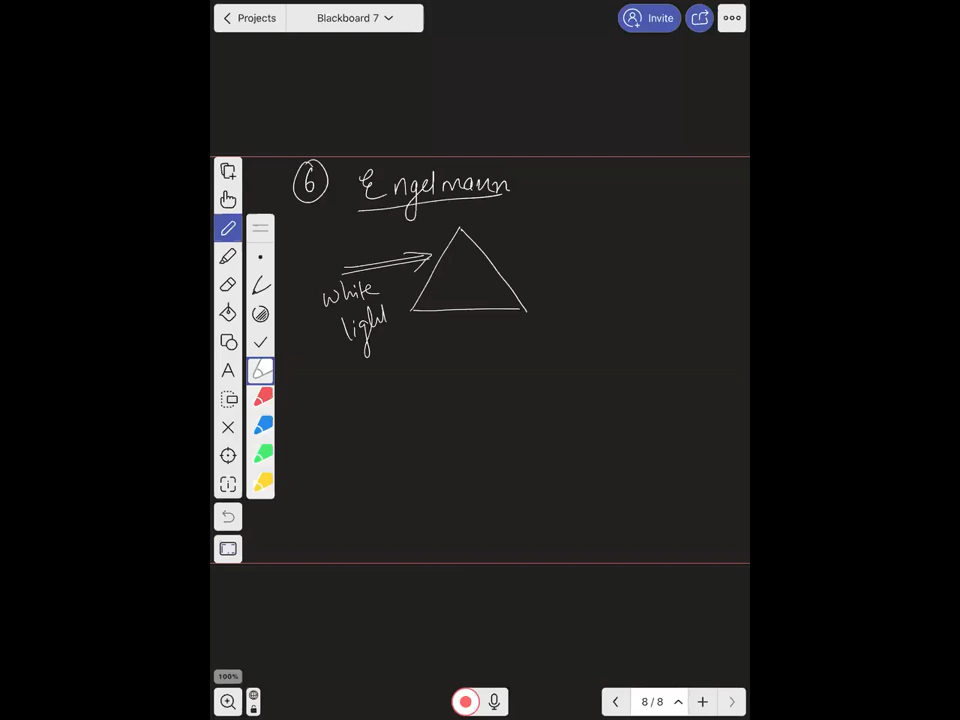 Projects
Blackboard 7
Invite
6 Engelmann
white
light
A
100%
8/8